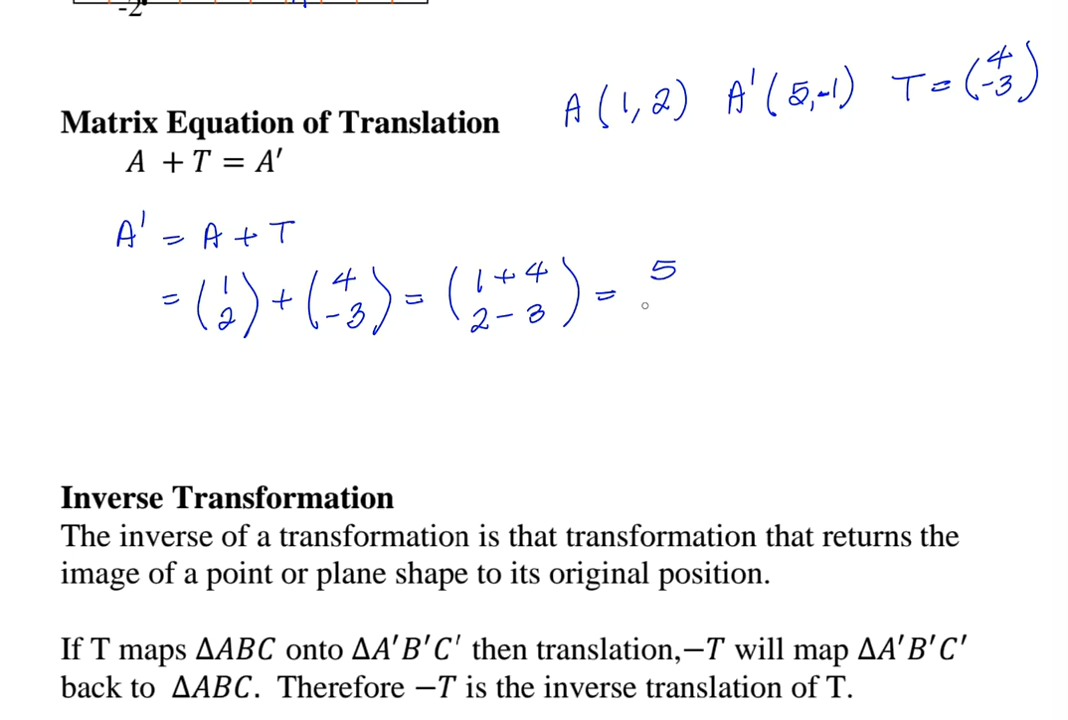 -2
A (1, 2) A' (5, -1) T = (4 -3)
Matrix Equation of Translation
A + T = A′
A' = A + T
= (1 2) + (4 -3) = (1 + 4 2 - 3) = 5
Inverse Transformation
The inverse of a transformation is that transformation that returns the
image of a point or plane shape to its original position.
If T maps ΔABC onto ΔA′B′C′ then translation,−T will map ΔA′B′C′
back to ΔABC. Therefore −T is the inverse translation of T.